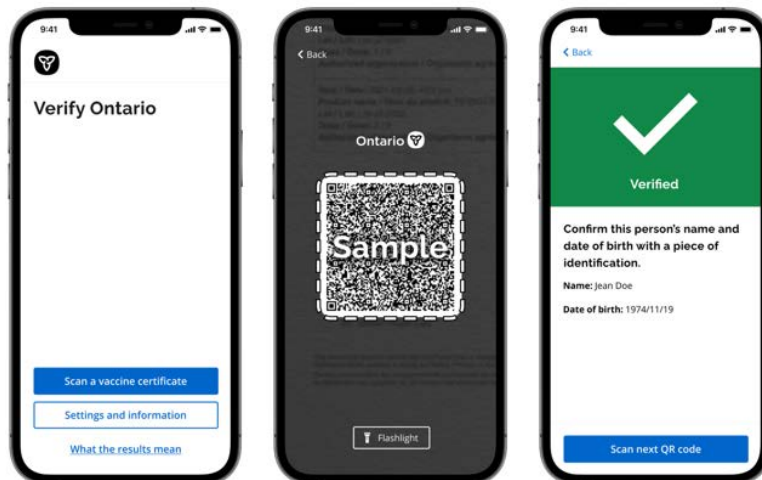 9:41
Verify Ontario
Scan a vaccine certificate
Settings and information
What the results mean
9:41
Back
Ontario
Sample
Flashlight
9:41
Back
Verified
Confirm this person's name and
date of birth with a piece of
identification.
Name: Jean Doe
Date of birth: 1974/11/19
Scan next QR code